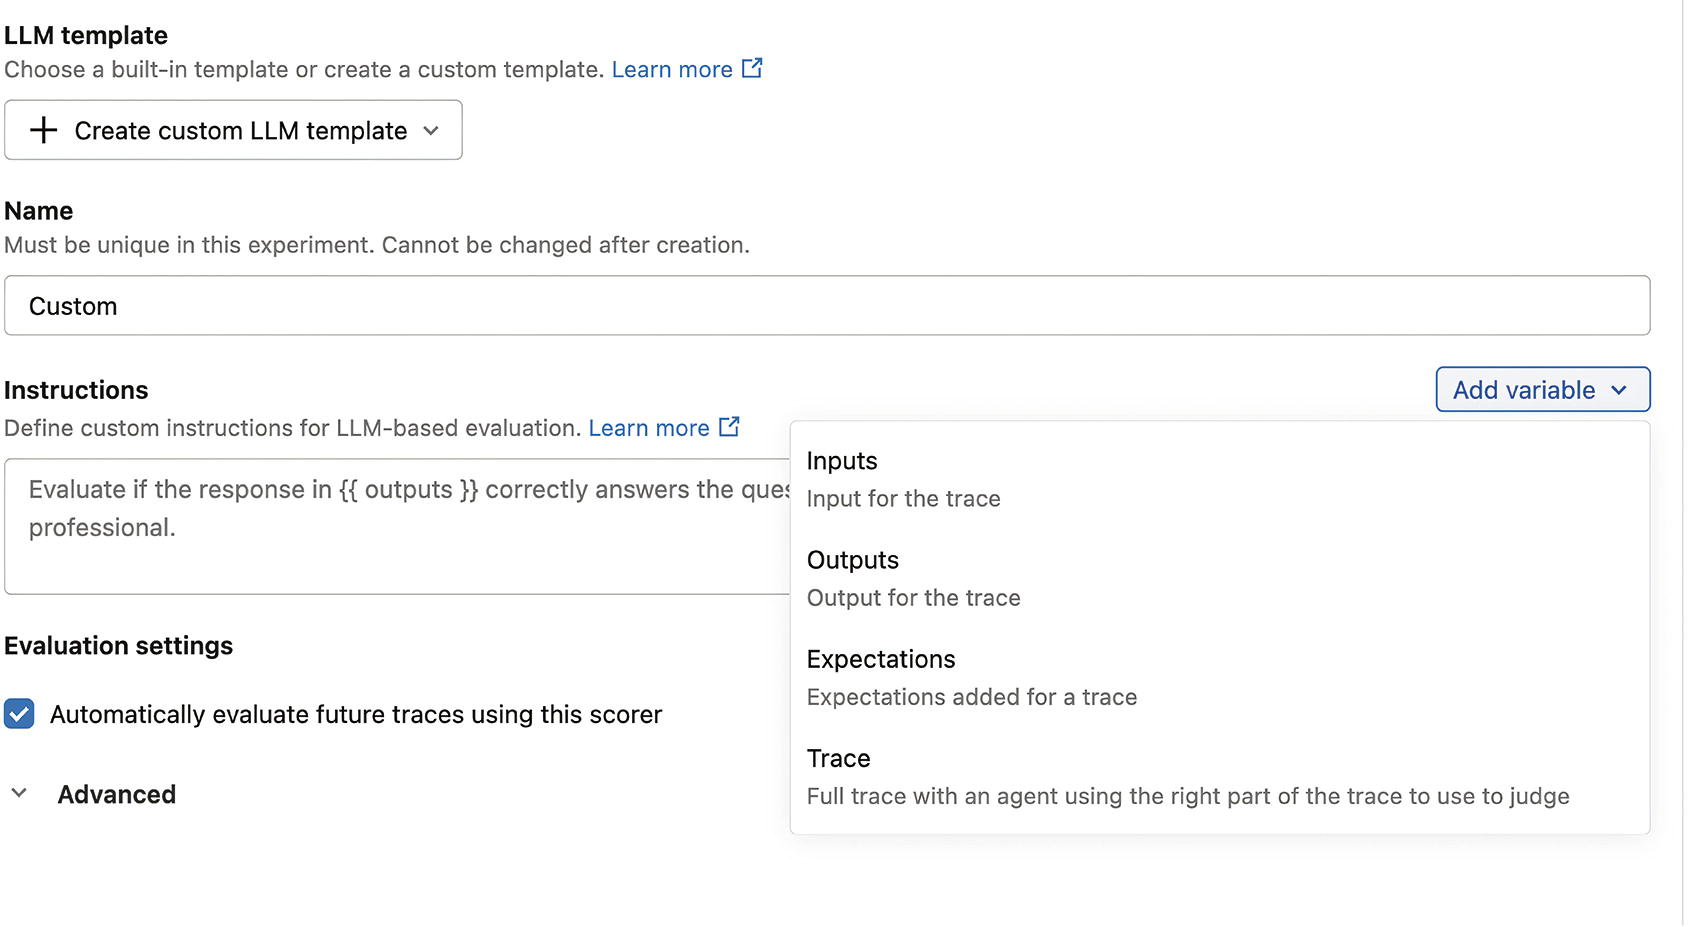 LLM template
Choose a built-in template or create a custom template. Learn more
Create custom LLM template
Name
Must be unique in this experiment. Cannot be changed after creation.
Custom
Instructions
Add variable
Define custom instructions for LLM-based evaluation. Learn more
Evaluate if the response in {{ outputs }} correctly answers the
professional.
Inputs
Input for the trace
Outputs
Output for the trace
Expectations
Expectations added for a trace
Trace
Full trace with an agent using the right part of the trace to use to judge
Evaluation settings
Automatically evaluate future traces using this scorer
Advanced